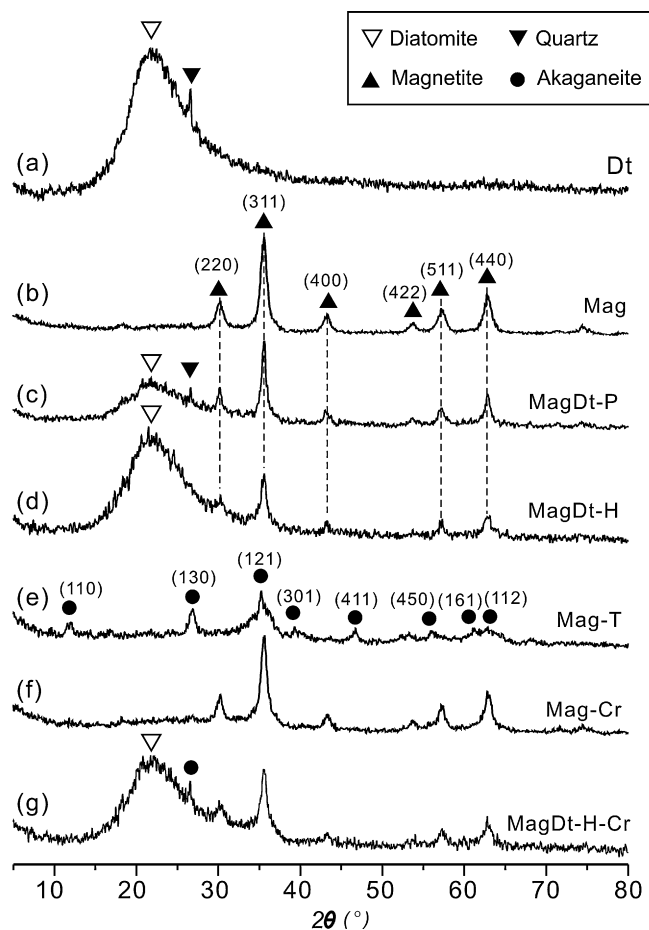 Diatomite Quartz
Magnetite Akaganeite
(a) Dt
(311)
(220) (400) (422) (511) (440)
(b) Mag
(c) MagDt-P
(d) MagDt-H
(110) (130) (121) (301) (411) (450) (161) (112)
(e) Mag-T
(f) Mag-Cr
(g) MagDt-H-Cr
10 20 30 40 50 60 70 80
2θ (°)